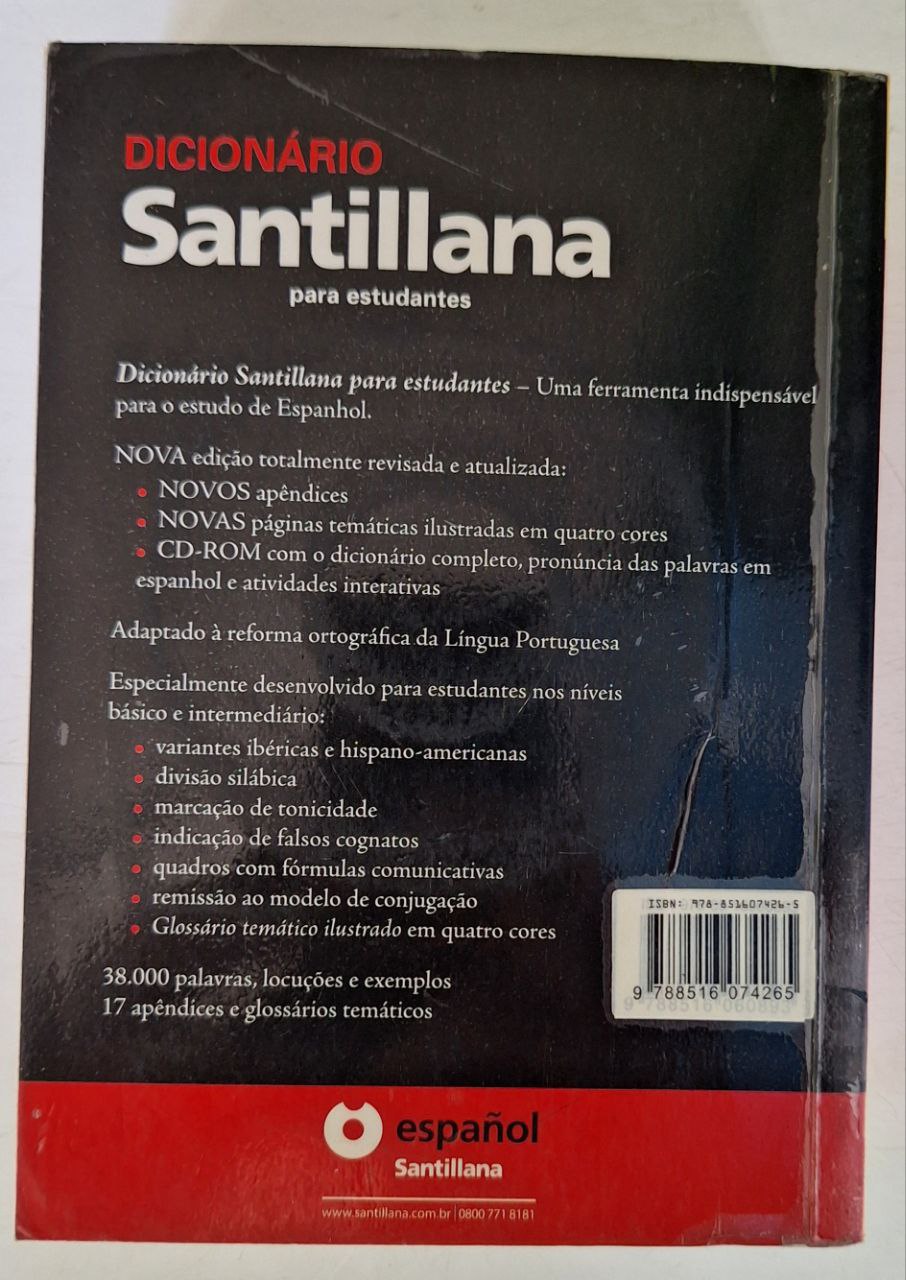 DICIONÁRIO
Santillana
para estudantes
Dicionário Santillana para estudantes – Uma ferramenta indispensável
para o estudo de Espanhol.
NOVA edição totalmente revisada e atualizada:
• NOVOS apêndices
• NOVAS páginas temáticas ilustradas em quatro cores
• CD-ROM com o dicionário completo, pronúncia das palavras em
espanhol e atividades interativas
Adaptado à reforma ortográfica da Língua Portuguesa
Especialmente desenvolvido para estudantes nos níveis
básico e intermediário:
• variantes ibéricas e hispano-americanas
• divisão silábica
• marcação de tonicidade
• indicação de falsos cognatos
• quadros com fórmulas comunicativas
• remissão ao modelo de conjugação
• Glossário temático ilustrado em quatro cores
38.000 palavras, locuções e exemplos
17 apêndices e glossários temáticos
ISBN: 978-851607426-5
9 788516 074265
español
Santillana
www.santillana.com.br | 0800 771 8181